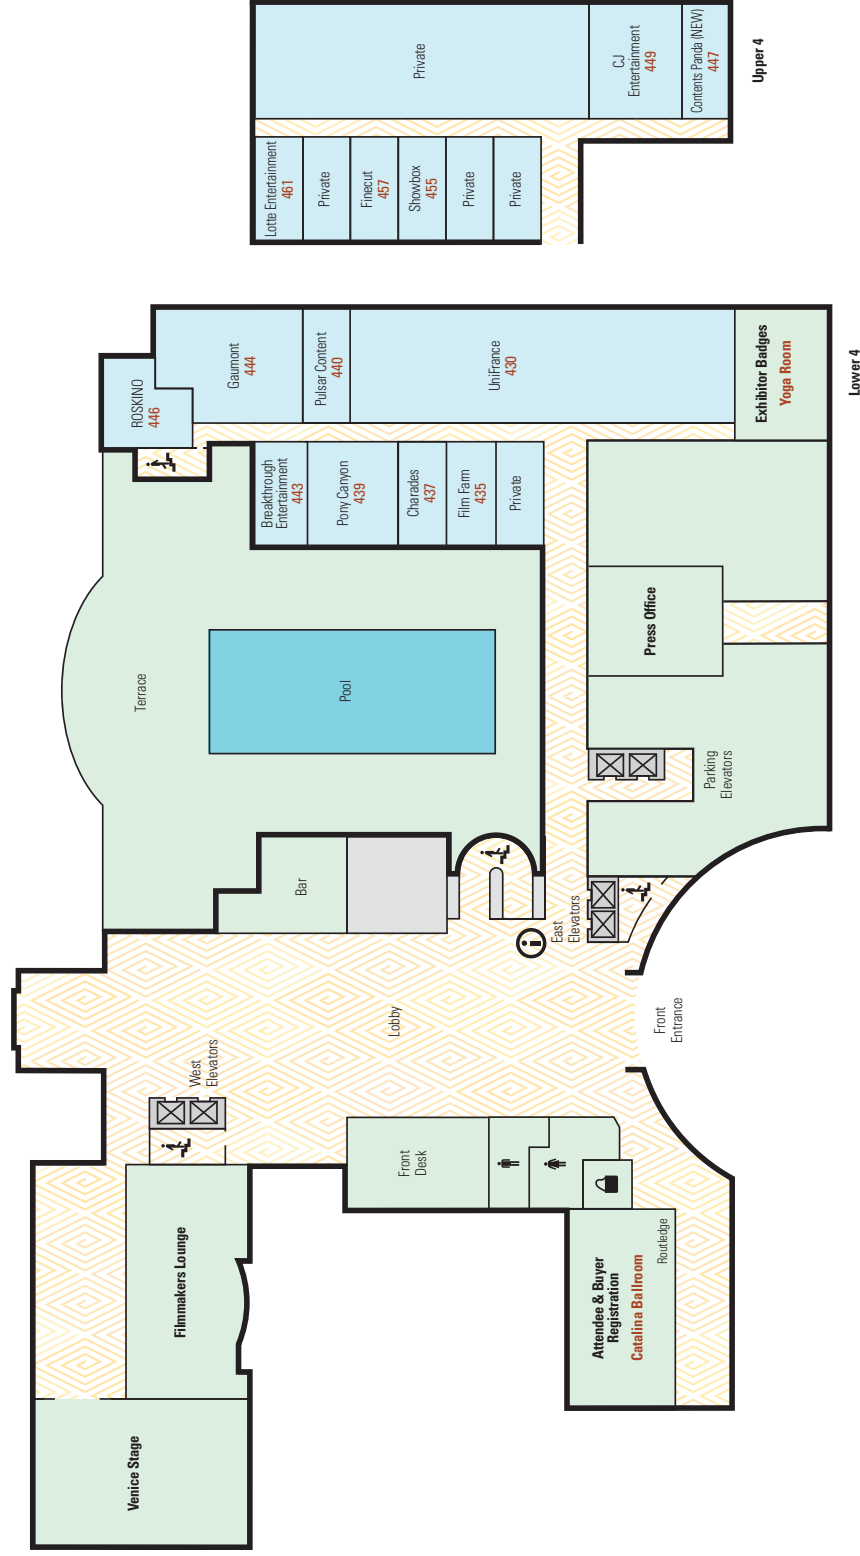 Private
CJ
Entertainment
449
Contents Panda (NEW)
447
Upper 4
Lotte Entertainment
461
Private
Finecut
457
Showbox
455
Private
Private
ROSKINO
446
Gaumont
444
Pulsar Content
440
UniFrance
430
Exhibitor Badges
Yoga Room
Lower 4
Breakthrough
Entertainment
443
Pony Canyon
439
Charades
437
Film Farm
435
Private
Terrace
Pool
Press Office
Parking
Elevators
Bar
East
Elevators
Lobby
Front
Entrance
West
Elevators
Front
Desk
Filmmakers Lounge
Venice Stage
Attendee & Buyer
Registration
Catalina Ballroom
Routledge